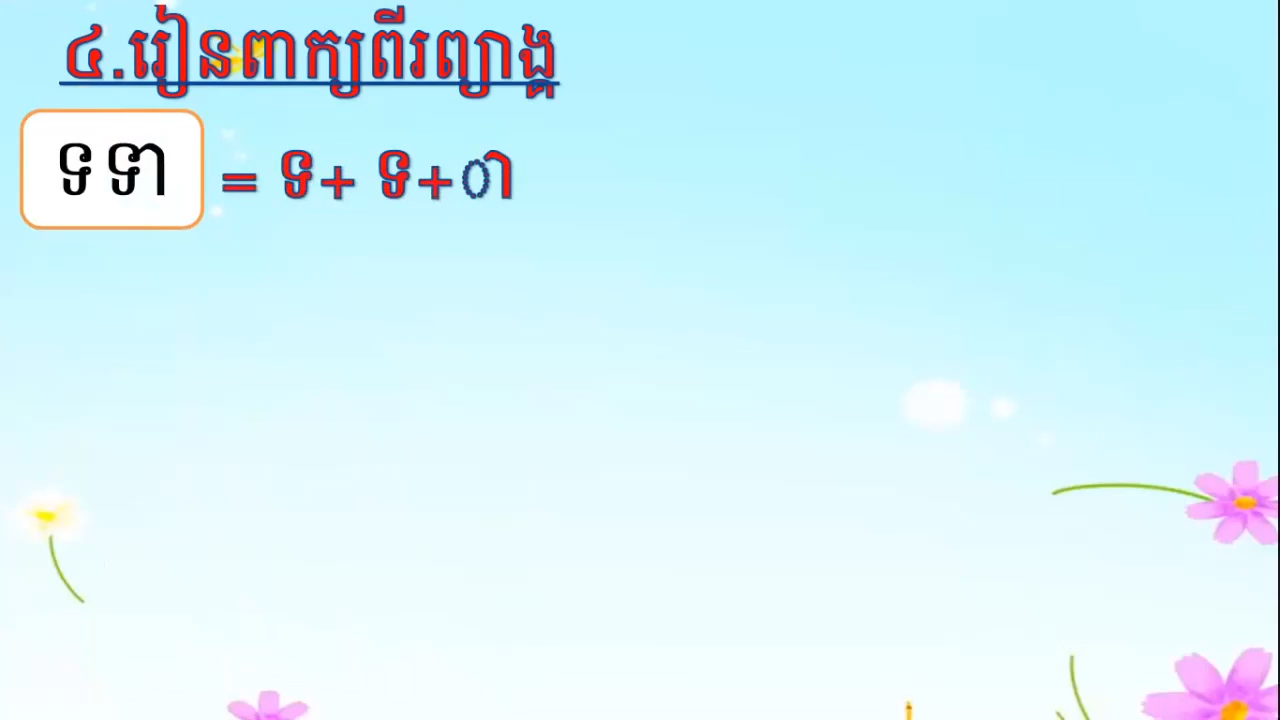 ៤.រៀនពាក្យពីរព្យាង្គ
ទទា = ទ+ ទ+ា